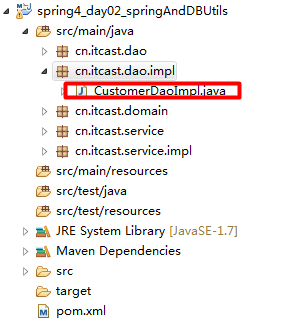 spring4_day02_springAndDBUtils
src/main/java
cn.itcast.dao
cn.itcast.dao.impl
CustomerDaoImpl.java
cn.itcast.domain
cn.itcast.service
cn.itcast.service.impl
src/main/resources
src/test/java
src/test/resources
JRE System Library [JavaSE-1.7]
Maven Dependencies
src
target
pom.xml